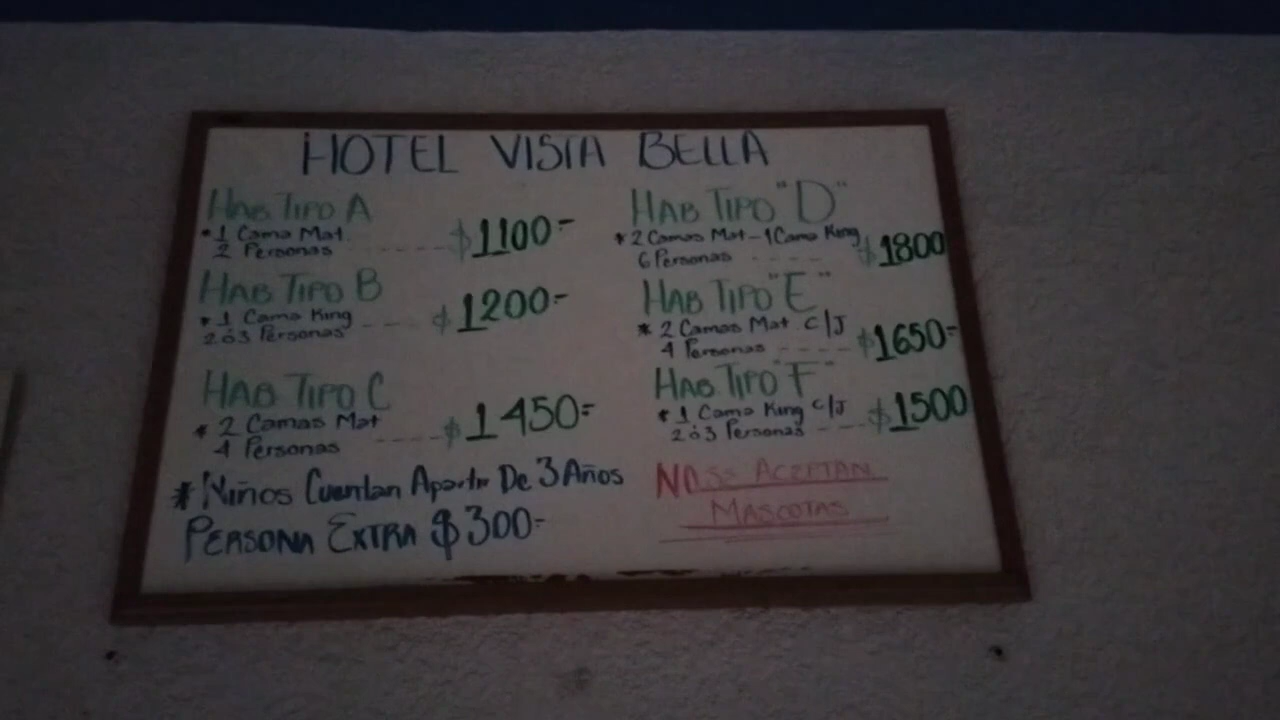 HOTEL VISTA BELLA
HAB TIPO A
* 1 Cama Mat.
2 Personas ---- $1100=
HAB TIPO B
* 1 Cama King
2 ó 3 Personas ---- $1200=
HAB TIPO C
* 2 Camas Mat
4 Personas ---- $1450=
* NIÑOS Cuentan Apartir De 3 Años
PERSONA EXTRA $300=
HAB TIPO "D"
* 2 Camas Mat - 1 Cama King
6 Personas ---- $1800
HAB TIPO "E"
* 2 Camas Mat C/J
4 Personas ---- $1650=
HAB TIPO "F"
* 1 Cama King C/J
2 ó 3 Personas ---- $1500
NO SE ACEPTAN
MASCOTAS